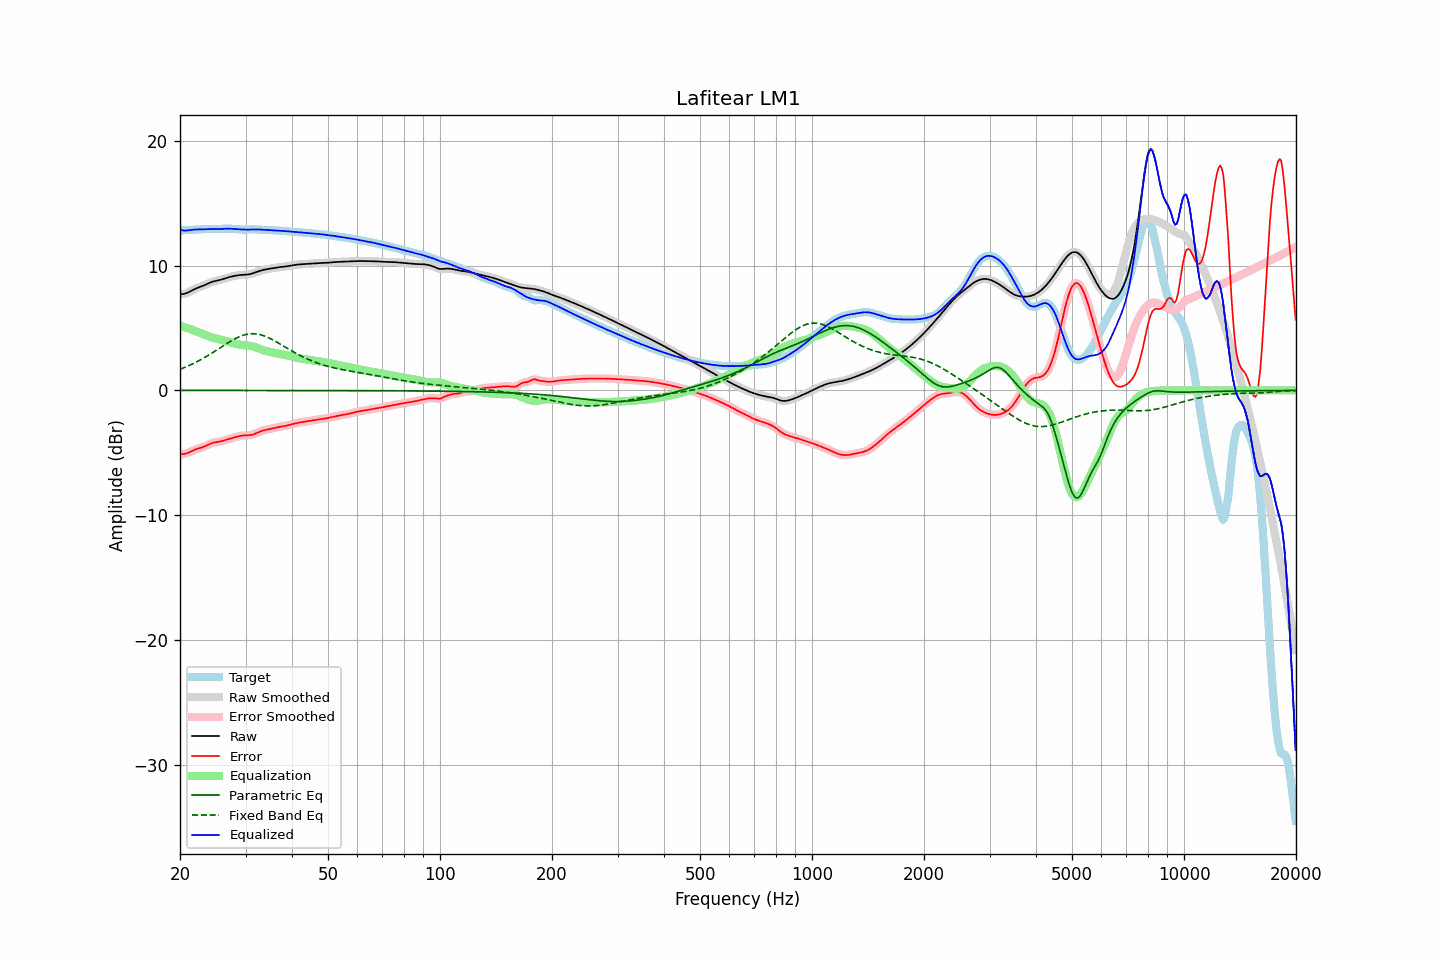 Lafitear LM1
Amplitude (dBr)
20
10
0
−10
−20
−30
Target
Raw Smoothed
Error Smoothed
Raw
Error
Equalization
Parametric Eq
Fixed Band Eq
Equalized
20 50 100 200 500 1000 2000 5000 10000 20000
Frequency (Hz)